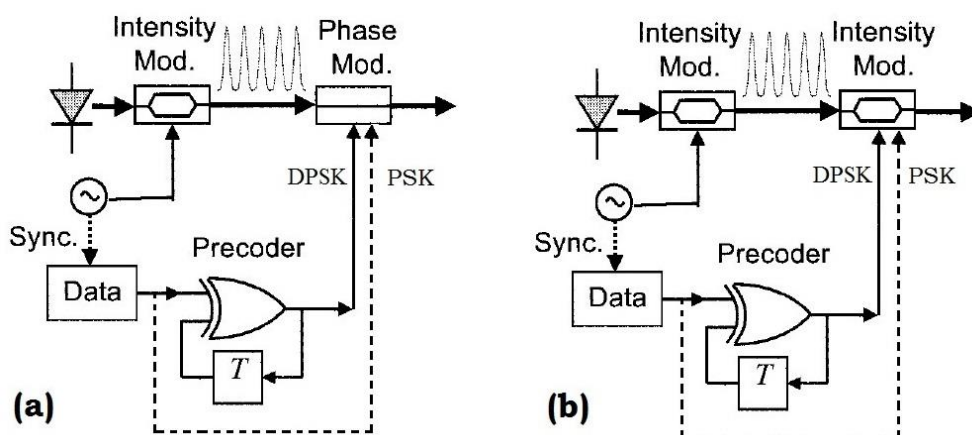 Intensity
Mod.
Phase
Mod.
DPSK
PSK
Sync.
Precoder
Data
T
(a)
Intensity
Mod.
Intensity
Mod.
DPSK
PSK
Sync.
Precoder
Data
T
(b)